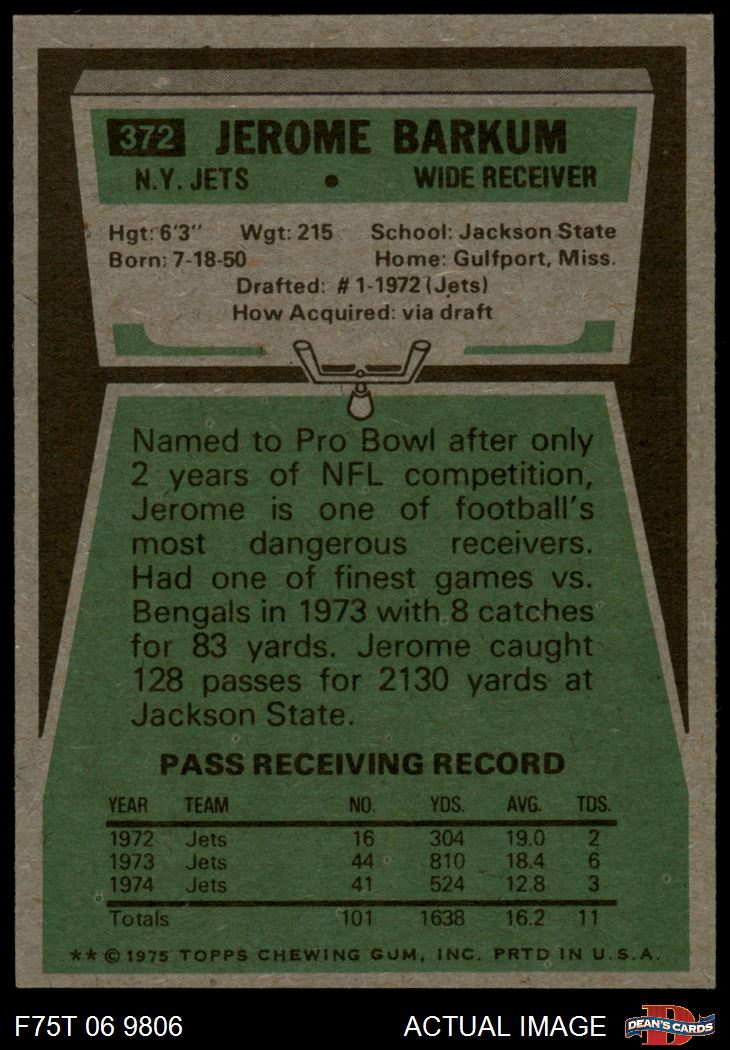 372 JEROME BARKUM
N.Y. JETS • WIDE RECEIVER
Hgt: 6'3" Wgt: 215 School: Jackson State
Born: 7-18-50 Home: Gulfport, Miss.
Drafted: #1-1972 (Jets)
How Acquired: via draft
Named to Pro Bowl after only
2 years of NFL competition,
Jerome is one of football's
most dangerous receivers.
Had one of finest games vs.
Bengals in 1973 with 8 catches
for 83 yards. Jerome caught
128 passes for 2130 yards at
Jackson State.
PASS RECEIVING RECORD
YEAR TEAM NO. YDS. AVG. TDS.
1972 Jets 16 304 19.0 2
1973 Jets 44 810 18.4 6
1974 Jets 41 524 12.8 3
Totals 101 1638 16.2 11
** © 1975 TOPPS CHEWING GUM, INC. PRTD IN U.S.A.
F75T 06 9806 ACTUAL IMAGE D DEAN'S CARDS